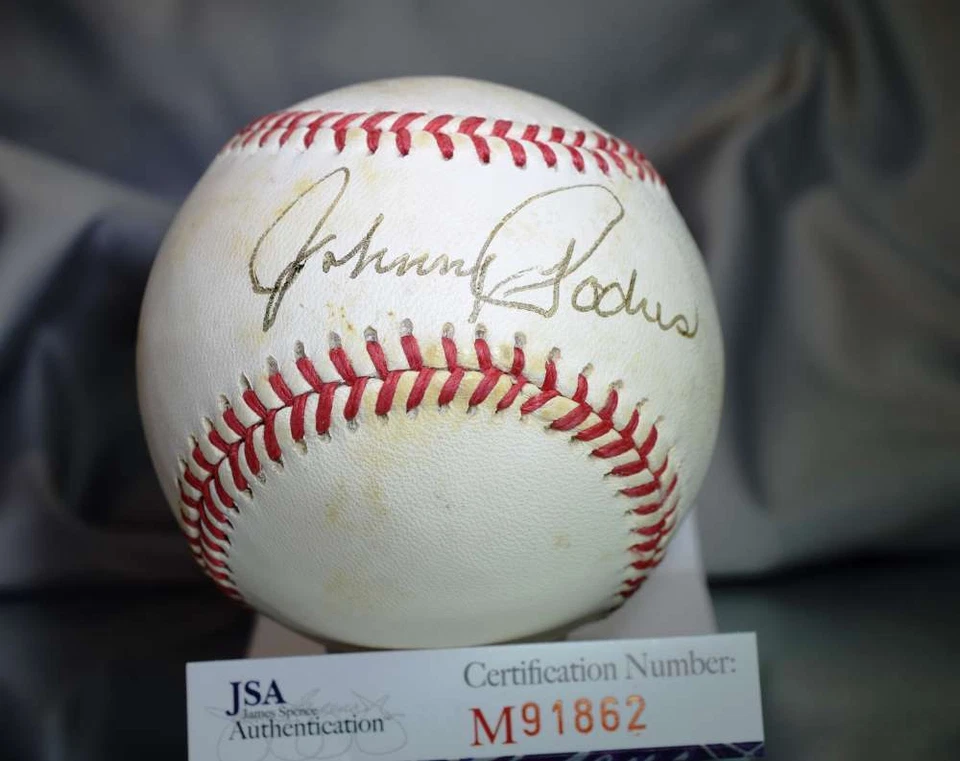 Johnny Podres
JSA
James Spence
Authentication
Certification Number:
M91862